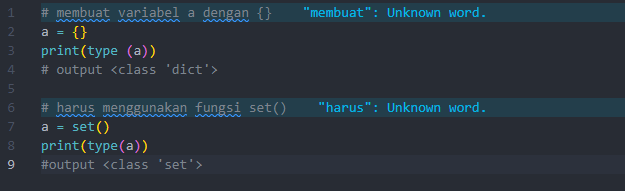 1 # membuat variabel a dengan {} "membuat": Unknown word.
2 a = {}
3 print(type (a))
4 # output <class 'dict'>
5
6 # harus menggunakan fungsi set() "harus": Unknown word.
7 a = set()
8 print(type(a))
9 #output <class 'set'>